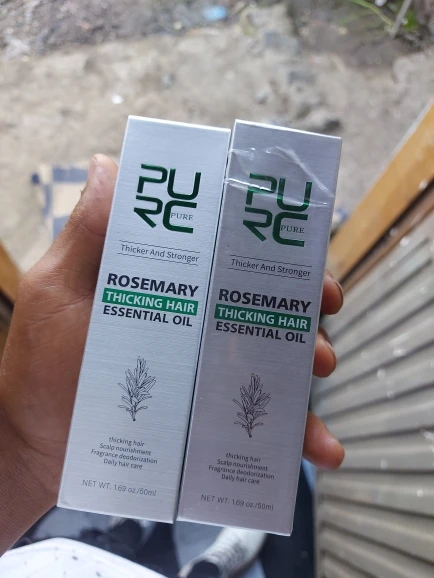 PURC
PURE
Thicker And Stronger
ROSEMARY
THICKING HAIR
ESSENTIAL OIL
thicking hair
Scalp nourishment
Fragrance deodorization
Daily hair care
NET WT. 1.69 oz./50ml
PURC
PURE
Thicker And Stronger
ROSEMARY
THICKING HAIR
ESSENTIAL OIL
thicking hair
Scalp nourishment
Fragrance deodorization
Daily hair care
NET WT. 1.69 oz./50ml